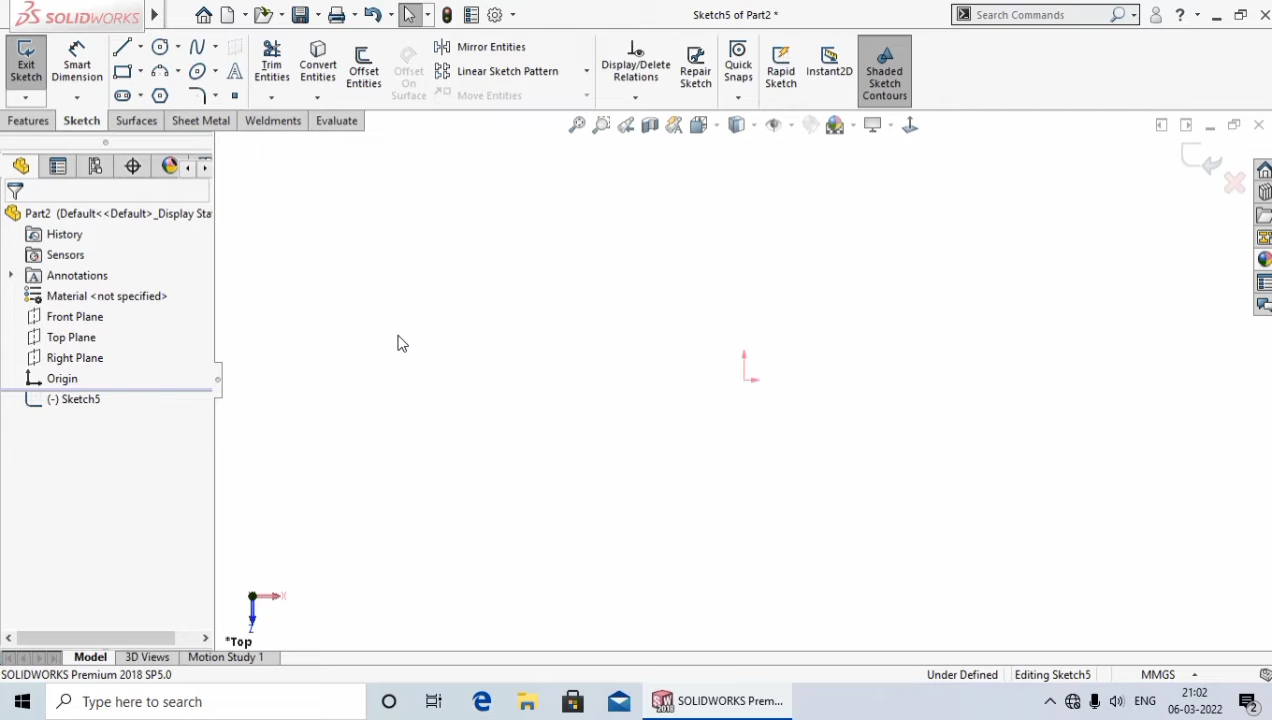 SOLIDWORKS
Sketch5 of Part2 *
Search Commands
Exit Sketch
Smart Dimension
Trim Entities
Convert Entities
Offset Entities
Offset On Surface
Mirror Entities
Linear Sketch Pattern
Move Entities
Display/Delete Relations
Repair Sketch
Quick Snaps
Rapid Sketch
Instant2D
Shaded Sketch Contours
Features
Sketch
Surfaces
Sheet Metal
Weldments
Evaluate
Part2 (Default<<Default>_Display Sta
History
Sensors
Annotations
Material <not specified>
Front Plane
Top Plane
Right Plane
Origin
(-) Sketch5
X
Z
*Top
Model
3D Views
Motion Study 1
SOLIDWORKS Premium 2018 SP5.0
Under Defined
Editing Sketch5
MMGS
Type here to search
SOLIDWORKS Prem...
ENG
21:02
06-03-2022
2